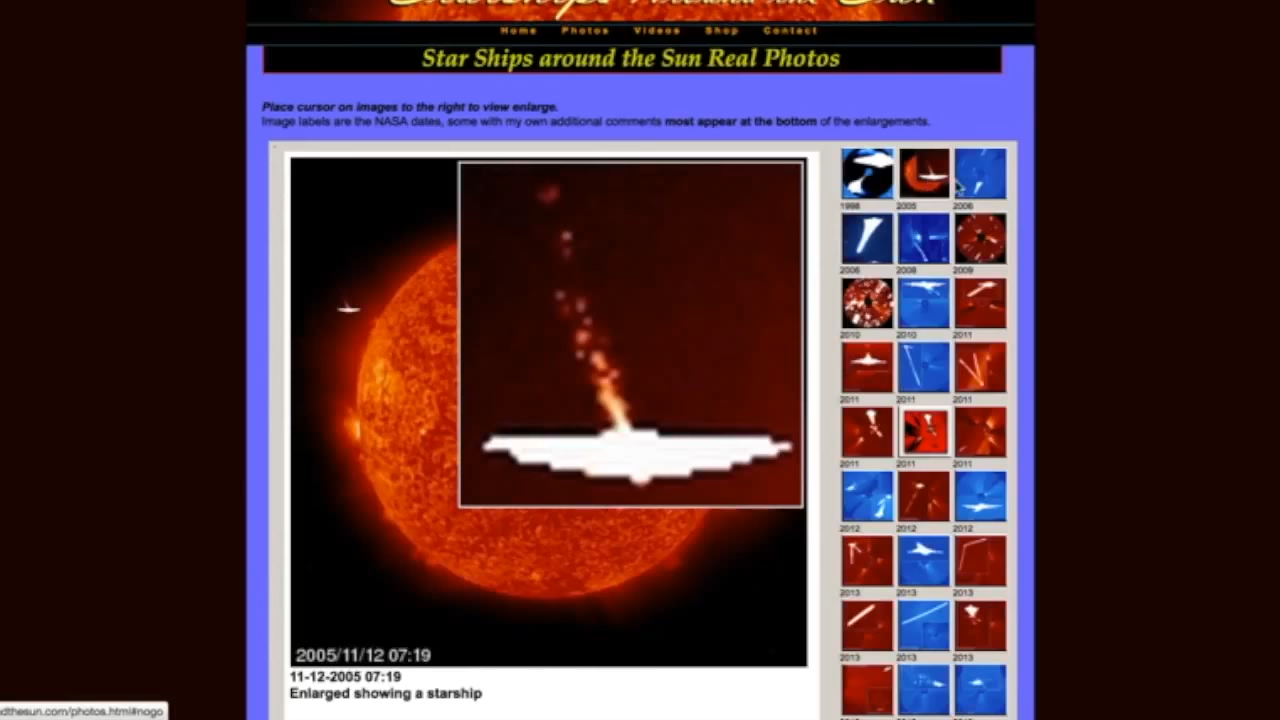 Home Photos Videos Shop Contact
Star Ships around the Sun Real Photos
Place cursor on images to the right to view enlarge.
Image labels are the NASA dates, some with my own additional comments most appear at the bottom of the enlargements.
1998 2005 2006
2006 2008 2009
2010 2010 2011
2011 2011 2011
2011 2011 2011
2012 2012 2012
2013 2013 2013
2013 2013 2013
2005/11/12 07:19
11-12-2005 07:19
Enlarged showing a starship
dthesun.com/photos.html#nogo